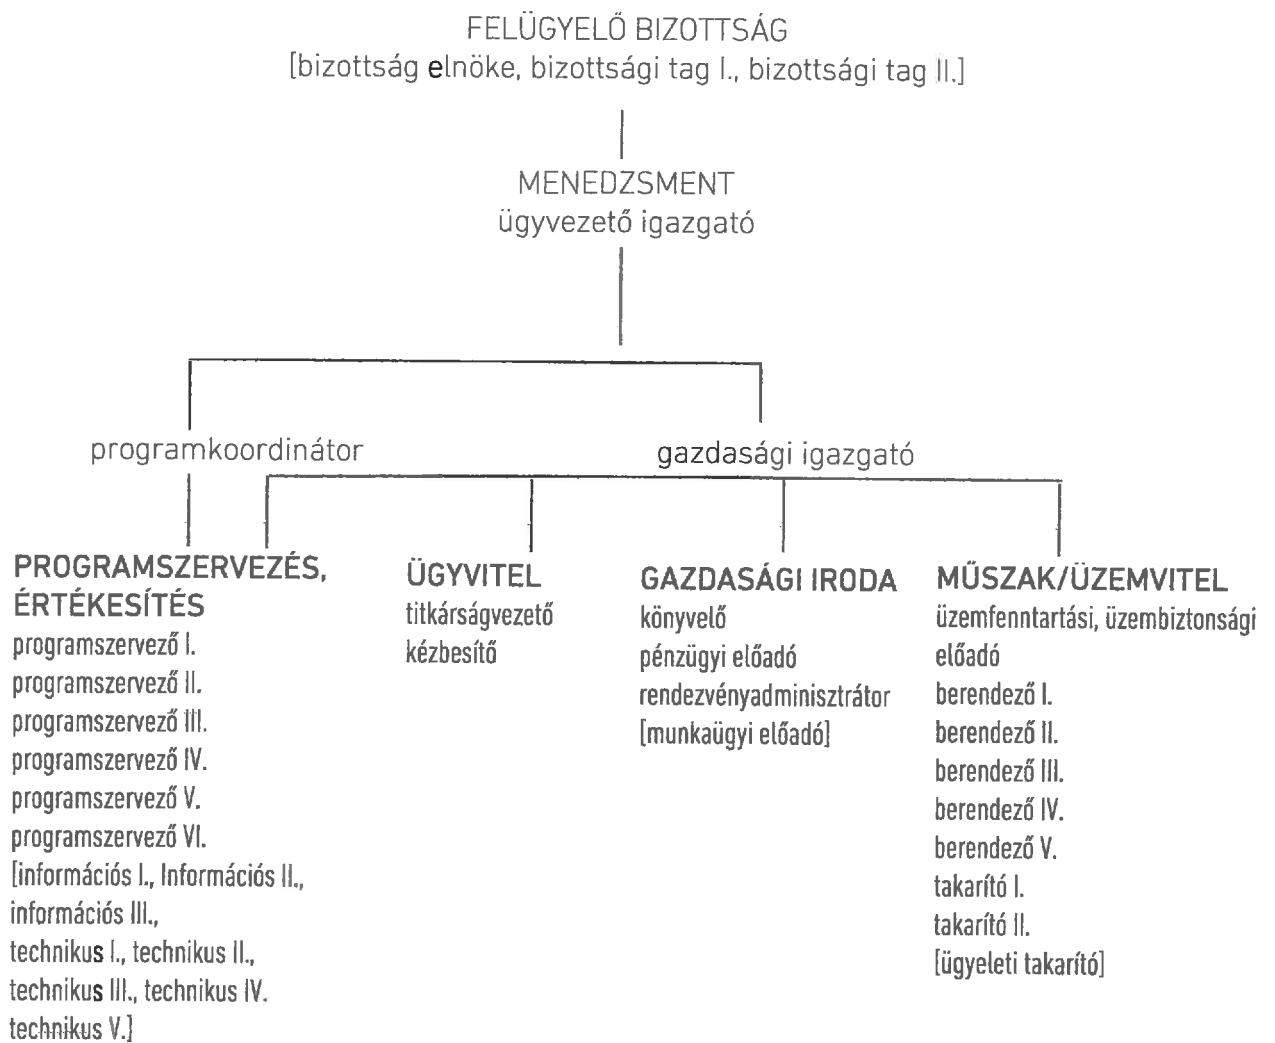 FELÜGYELŐ BIZOTTSÁG
[bizottság elnöke, bizottsági tag I., bizottsági tag II.]
MENEDZSMENT
ügyvezető igazgató
programkoordinátor
gazdasági igazgató
PROGRAMSZERVEZÉS,
ÉRTÉKESÍTÉS
programszervező I.
programszervező II.
programszervező III.
programszervező IV.
programszervező V.
programszervező VI.
[információs I., Információs II.,
információs III.,
technikus I., technikus II.,
technikus III., technikus IV.
technikus V.]
ÜGYVITEL
titkárságvezető
kézbesítő
GAZDASÁGI IRODA
könyvelő
pénzügyi előadó
rendezvényadminisztrátor
[munkaügyi előadó]
MŰSZAK/ÜZEMVITEL
üzemfenntartási, üzembiztonsági
előadó
berendező I.
berendező II.
berendező III.
berendező IV.
berendező V.
takarító I.
takarító II.
[ügyeleti takarító]